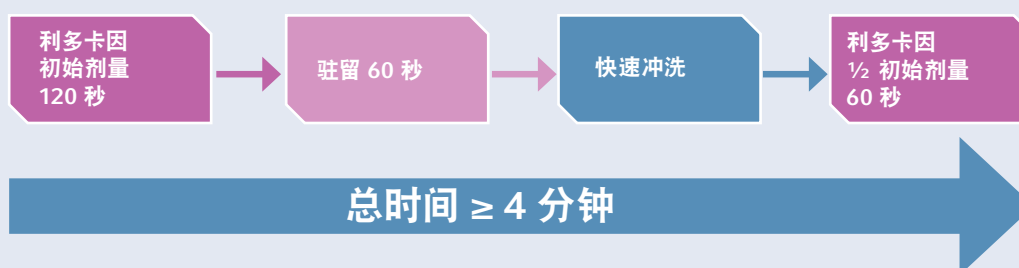 利多卡因
初始剂量
120 秒
驻留 60 秒
快速冲洗
利多卡因
½ 初始剂量
60 秒
总时间 ≥ 4 分钟